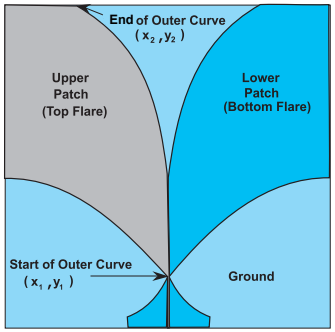 End of Outer Curve
( x₂ ,y₂ )
Upper
Patch
(Top Flare)
Lower
Patch
(Bottom Flare)
Start of Outer Curve
( x₁ ,y₁ )
Ground